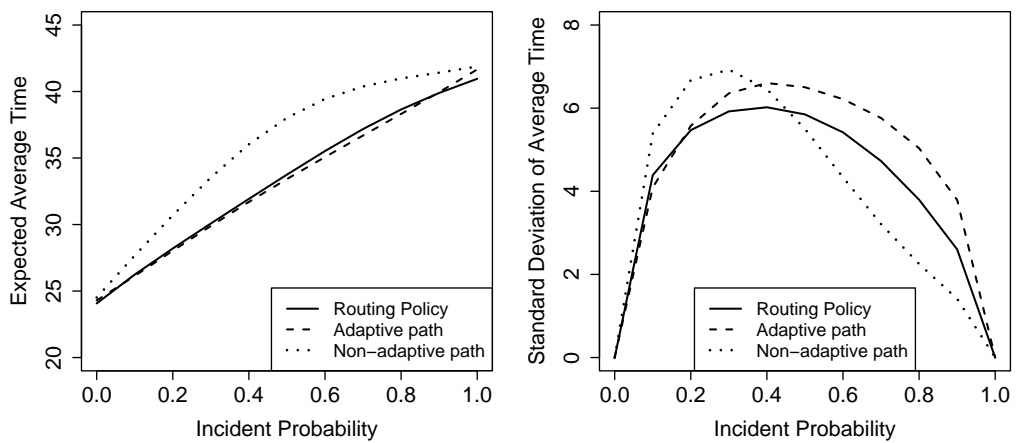 Expected Average Time
45
40
35
30
25
20
0.0 0.2 0.4 0.6 0.8 1.0
Incident Probability
Routing Policy
Adaptive path
Non−adaptive path
Standard Deviation of Average Time
8
6
4
2
0
0.0 0.2 0.4 0.6 0.8 1.0
Incident Probability
Routing Policy
Adaptive path
Non−adaptive path